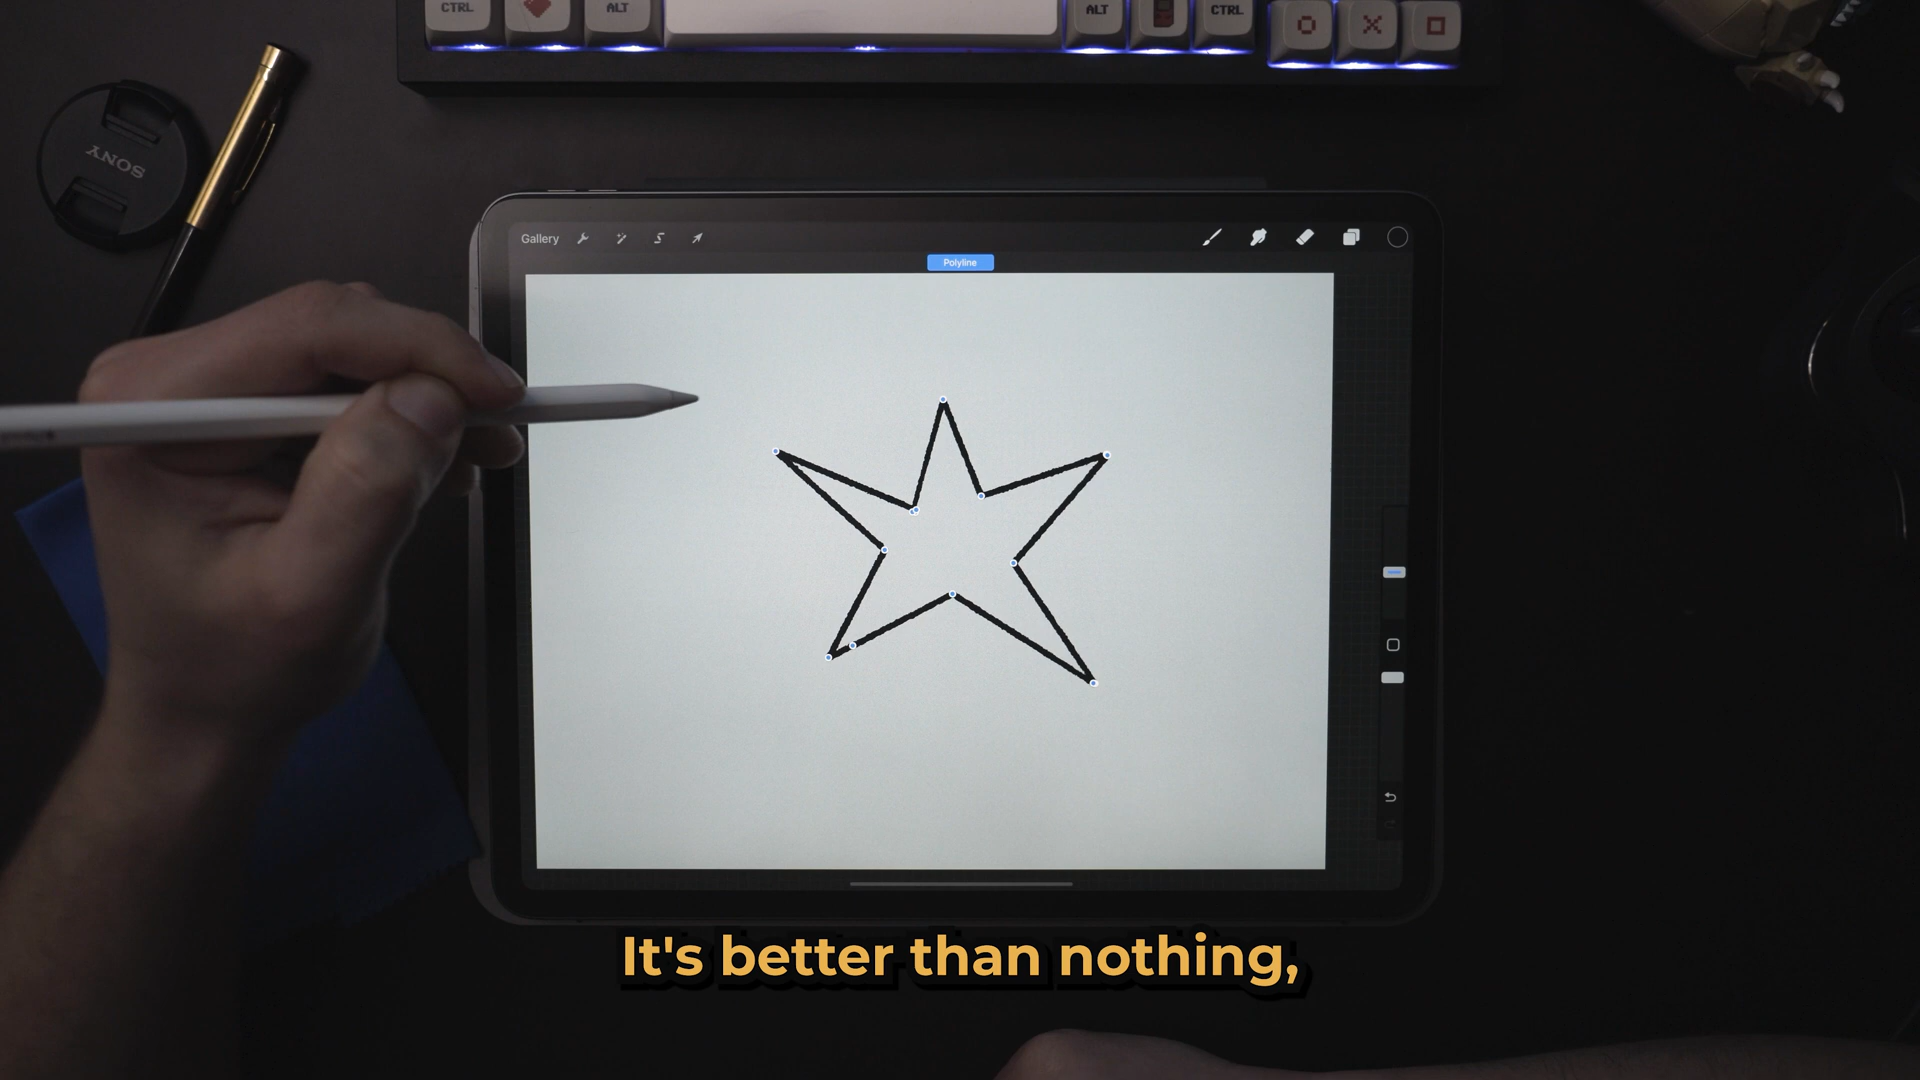 CTRL
ALT
ALT
CTRL
SONY
Gallery
Polyline
It's better than nothing,